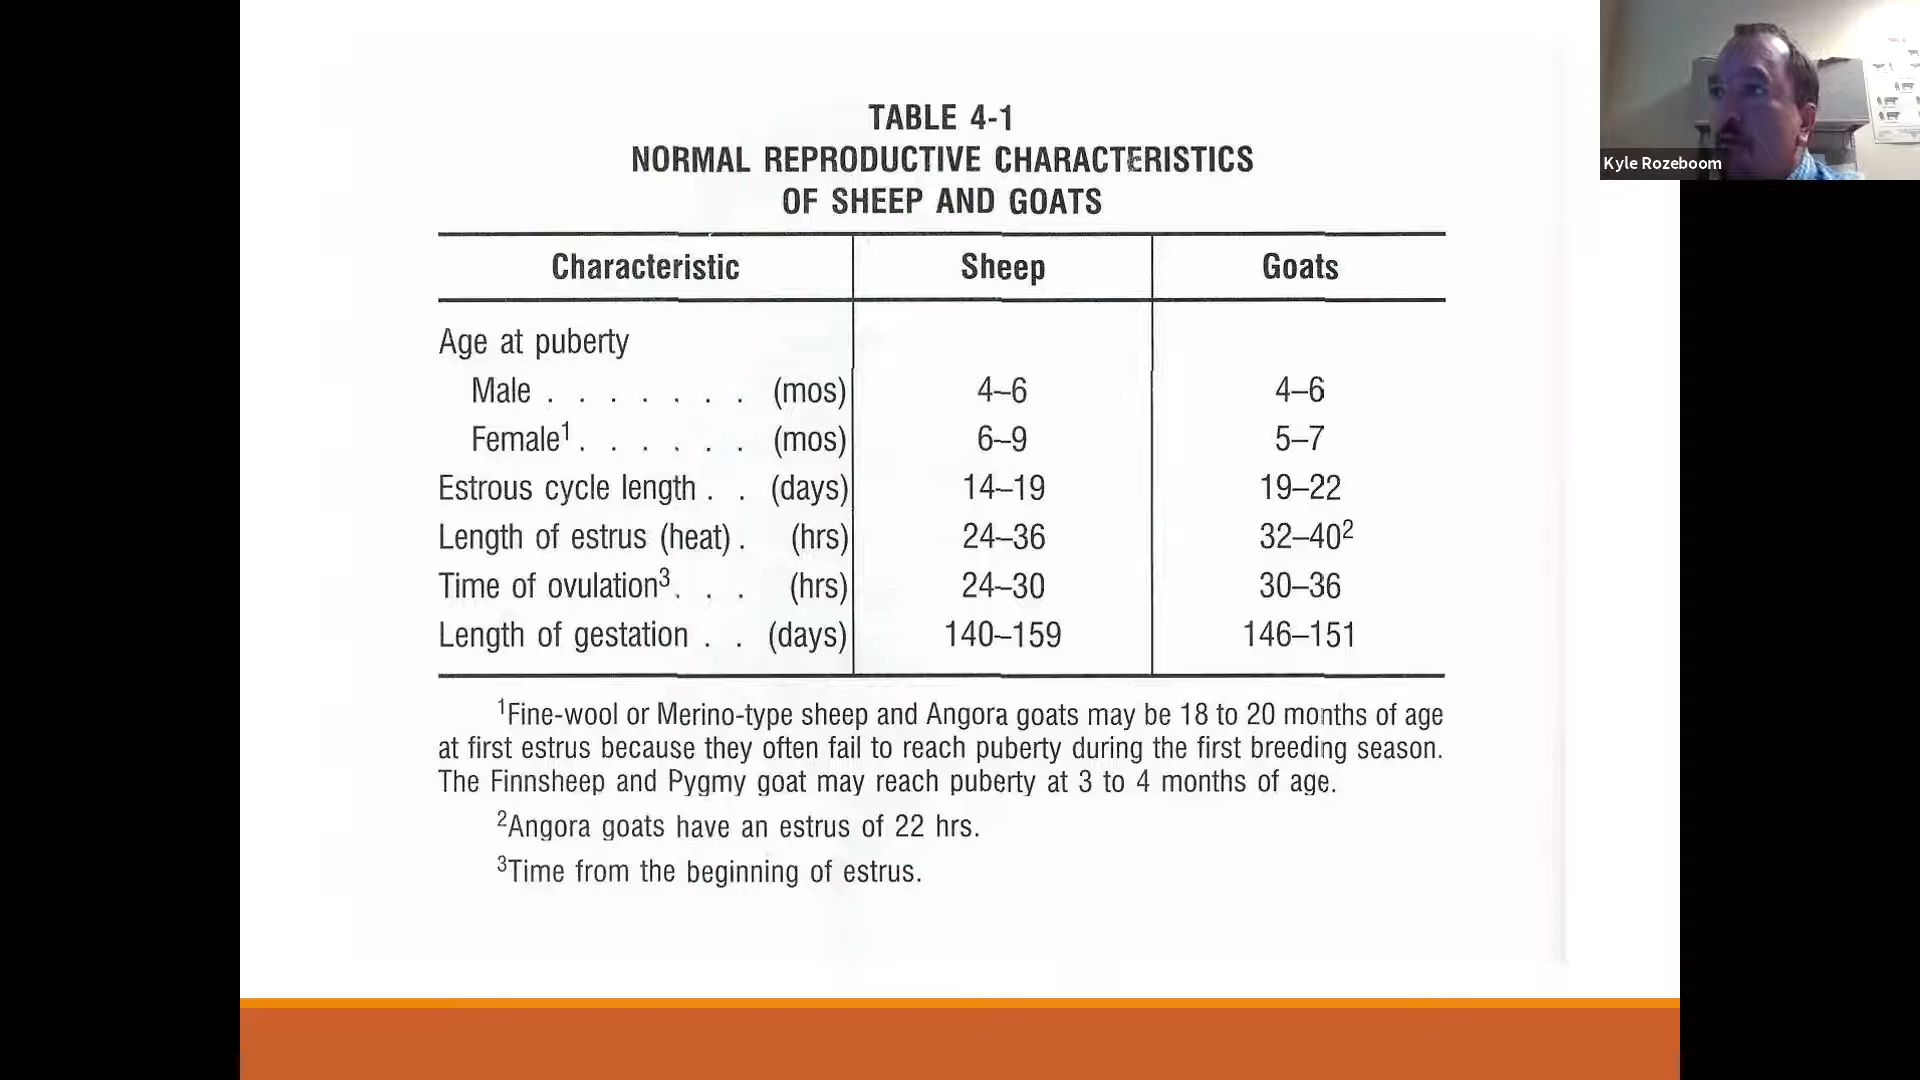 TABLE 4-1
NORMAL REPRODUCTIVE CHARACTERISTICS
OF SHEEP AND GOATS
Characteristic Sheep Goats
Age at puberty
Male . . . . . . . (mos) 4–6 4–6
Female¹ . . . . . . (mos) 6–9 5–7
Estrous cycle length . . (days) 14–19 19–22
Length of estrus (heat) . (hrs) 24–36 32–40²
Time of ovulation³. . . (hrs) 24–30 30–36
Length of gestation . . (days) 140–159 146–151
¹Fine-wool or Merino-type sheep and Angora goats may be 18 to 20 months of age
at first estrus because they often fail to reach puberty during the first breeding season.
The Finnsheep and Pygmy goat may reach puberty at 3 to 4 months of age.
²Angora goats have an estrus of 22 hrs.
³Time from the beginning of estrus.
Kyle Rozeboom